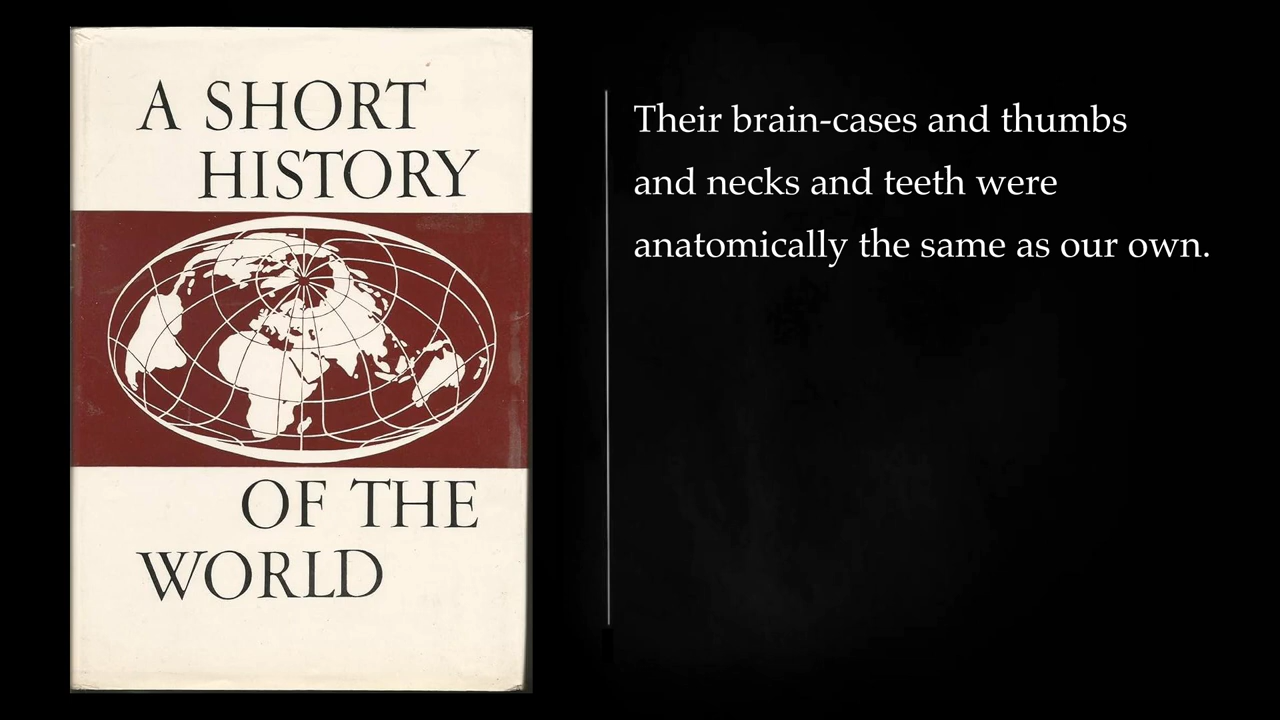 A SHORT
HISTORY
OF THE
WORLD
Their brain-cases and thumbs
and necks and teeth were
anatomically the same as our own.